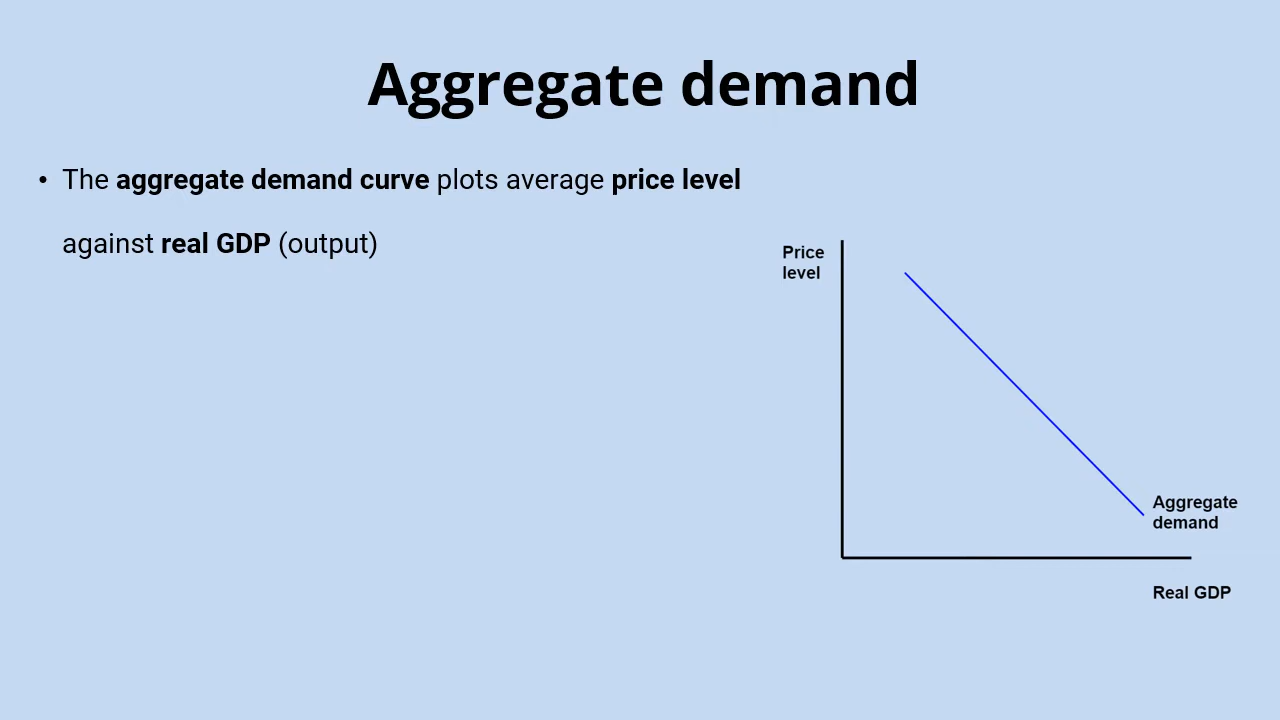 Aggregate demand
• The aggregate demand curve plots average price level
against real GDP (output)
Price
level
Aggregate
demand
Real GDP